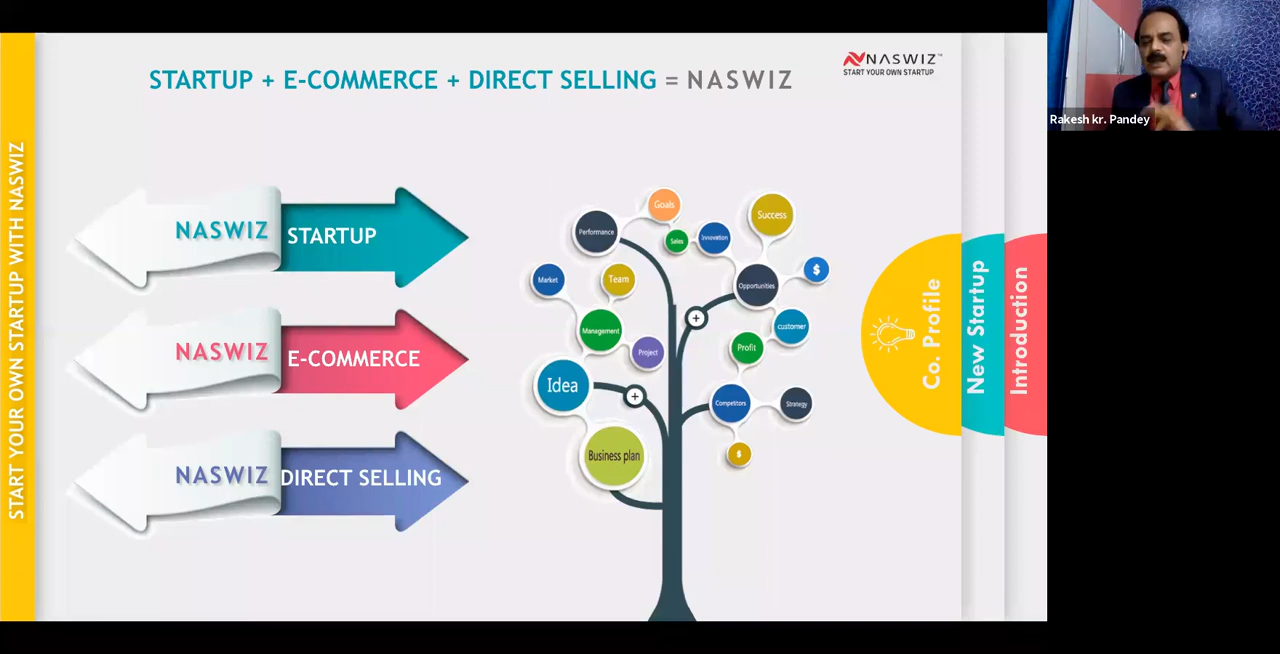 START YOUR OWN STARTUP WITH NASWIZ
STARTUP + E-COMMERCE + DIRECT SELLING = NASWIZ
NASWIZ™
START YOUR OWN STARTUP
NASWIZ STARTUP
NASWIZ E-COMMERCE
NASWIZ DIRECT SELLING
Goals
Success
Performance
Sales
Innovation
Market
Team
Opportunities
$
Management
customer
Project
Profit
Idea
+
+
Competitors
Strategy
Business plan
$
Co. Profile
New Startup
Introduction
Rakesh kr. Pandey